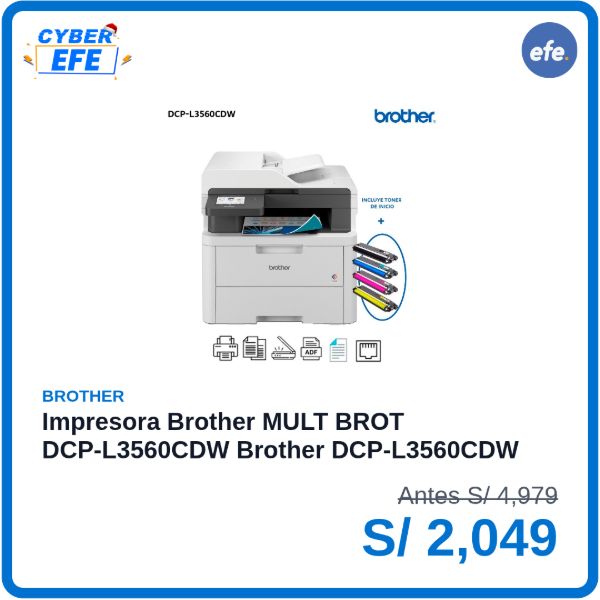 CYBER
EFE
efe.
DCP-L3560CDW
brother
INCLUYE TONER
DE INICIO
+
brother
ADF
BROTHER
Impresora Brother MULT BROT
DCP-L3560CDW Brother DCP-L3560CDW
Antes S/ 4,979
S/ 2,049